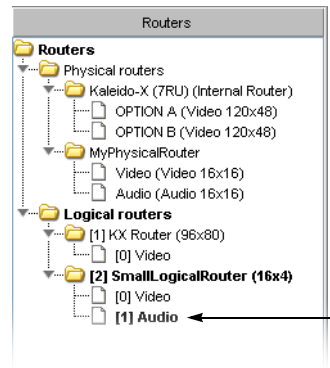 Routers
Routers
Physical routers
Kaleido-X (7RU) (Internal Router)
OPTION A (Video 120x48)
OPTION B (Video 120x48)
MyPhysicalRouter
Video (Video 16x16)
Audio (Audio 16x16)
Logical routers
[1] KX Router (96x80)
[0] Video
[2] SmallLogicalRouter (16x4)
[0] Video
[1] Audio